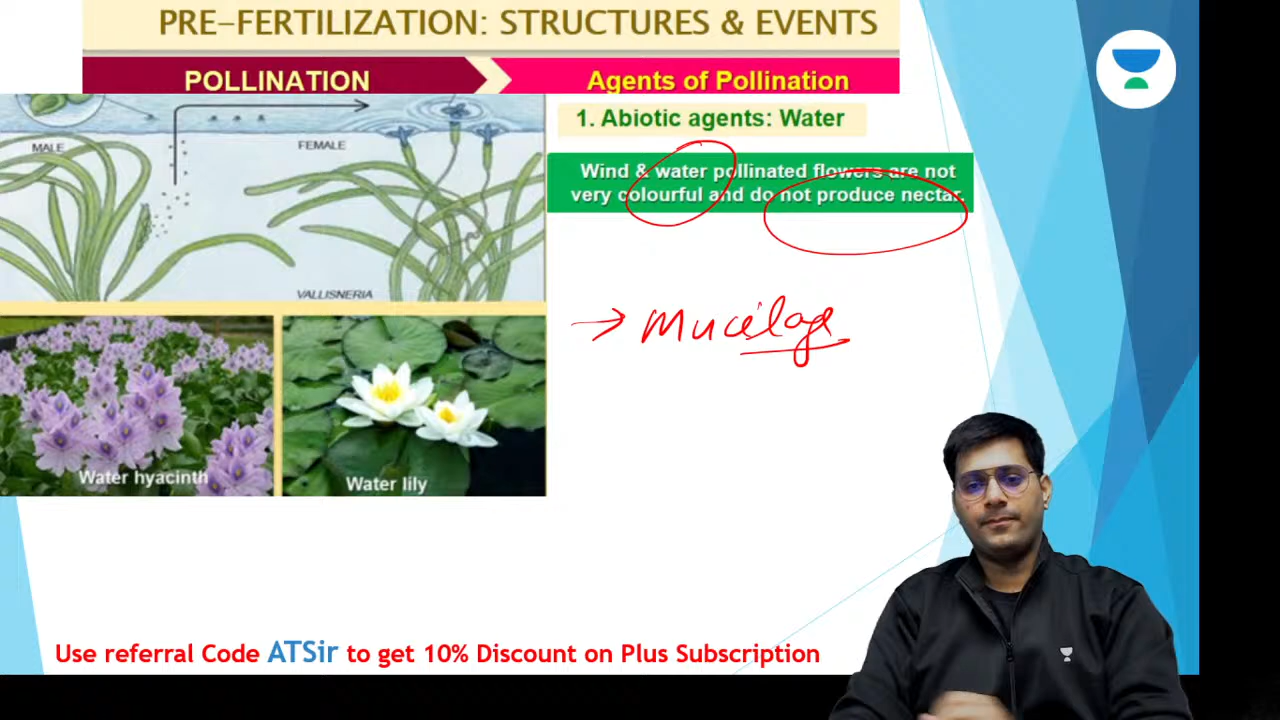 PRE-FERTILIZATION: STRUCTURES & EVENTS
POLLINATION
Agents of Pollination
1. Abiotic agents: Water
MALE
FEMALE
Wind & water pollinated flowers are not
very colourful and do not produce nectar.
VALLISNERIA
→ Mucilage
Water hyacinth
Water lily
Use referral Code ATSir to get 10% Discount on Plus Subscription